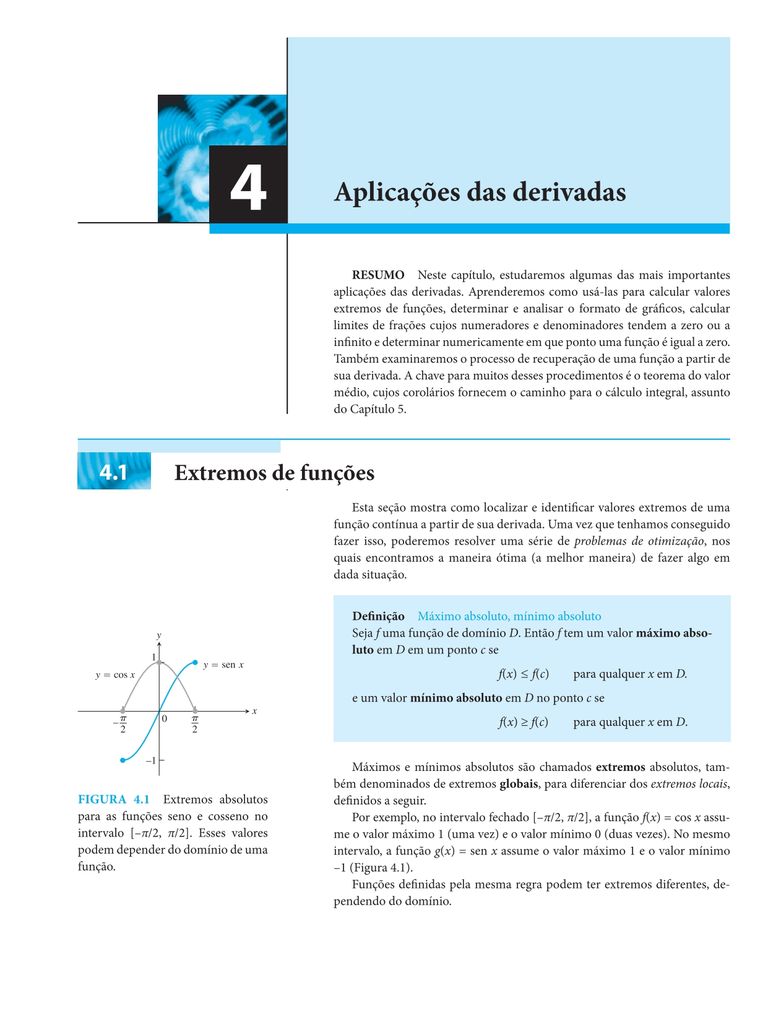 4
Aplicações das derivadas
RESUMO Neste capítulo, estudaremos algumas das mais importantes
aplicações das derivadas. Aprenderemos como usá-las para calcular valores
extremos de funções, determinar e analisar o formato de gráficos, calcular
limites de frações cujos numeradores e denominadores tendem a zero ou a
infinito e determinar numericamente em que ponto uma função é igual a zero.
Também examinaremos o processo de recuperação de uma função a partir de
sua derivada. A chave para muitos desses procedimentos é o teorema do valor
médio, cujos corolários fornecem o caminho para o cálculo integral, assunto
do Capítulo 5.
4.1 Extremos de funções
Esta seção mostra como localizar e identificar valores extremos de uma
função contínua a partir de sua derivada. Uma vez que tenhamos conseguido
fazer isso, poderemos resolver uma série de problemas de otimização, nos
quais encontramos a maneira ótima (a melhor maneira) de fazer algo em
dada situação.
Definição Máximo absoluto, mínimo absoluto
Seja f uma função de domínio D. Então f tem um valor máximo abso-
luto em D em um ponto c se
f(x) ≤ f(c) para qualquer x em D.
e um valor mínimo absoluto em D no ponto c se
f(x) ≥ f(c) para qualquer x em D.
y
1
y = sen x
y = cos x
x
–π/2 0 π/2
–1
FIGURA 4.1 Extremos absolutos
para as funções seno e cosseno no
intervalo [–π/2, π/2]. Esses valores
podem depender do domínio de uma
função.
Máximos e mínimos absolutos são chamados extremos absolutos, tam-
bém denominados de extremos globais, para diferenciar dos extremos locais,
definidos a seguir.
Por exemplo, no intervalo fechado [–π/2, π/2], a função f(x) = cos x assu-
me o valor máximo 1 (uma vez) e o valor mínimo 0 (duas vezes). No mesmo
intervalo, a função g(x) = sen x assume o valor máximo 1 e o valor mínimo
–1 (Figura 4.1).
Funções definidas pela mesma regra podem ter extremos diferentes, de-
pendendo do domínio.